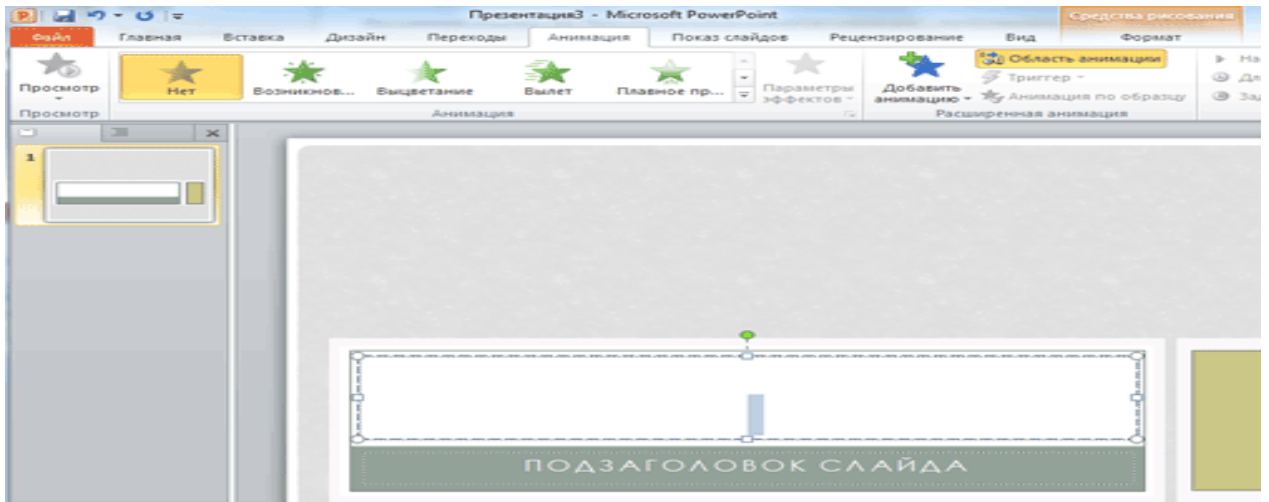 Презентация3 - Microsoft PowerPoint
Средства рисования
Файл Главная Вставка Дизайн Переходы Анимация Показ слайдов Рецензирование Вид Формат
Просмотр
Нет Возникнов... Выцветание Вылет Плавное пр...
Параметры эффектов
Добавить анимацию
Область анимации
Триггер
Анимация по образцу
Просмотр Анимация Расширенная анимация
1
ПОДЗАГОЛОВОК СЛАЙДА